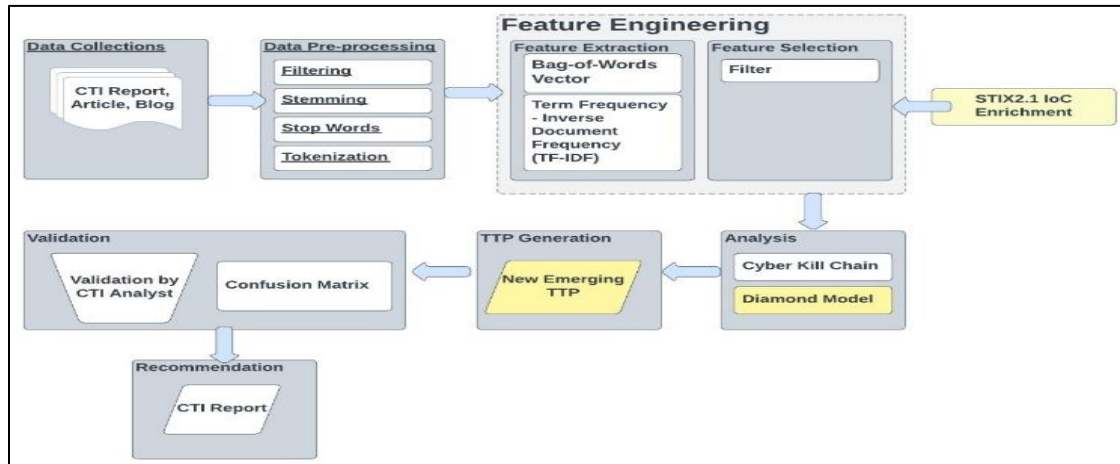 Feature Engineering
Data Collections
CTI Report,
Article, Blog
Data Pre-processing
Filtering
Stemming
Stop Words
Tokenization
Feature Extraction
Bag-of-Words
Vector
Term Frequency
- Inverse
Document
Frequency
(TF-IDF)
Feature Selection
Filter
STIX2.1 IoC
Enrichment
Validation
Validation by
CTI Analyst
Confusion Matrix
TTP Generation
New Emerging
TTP
Analysis
Cyber Kill Chain
Diamond Model
Recommendation
CTI Report